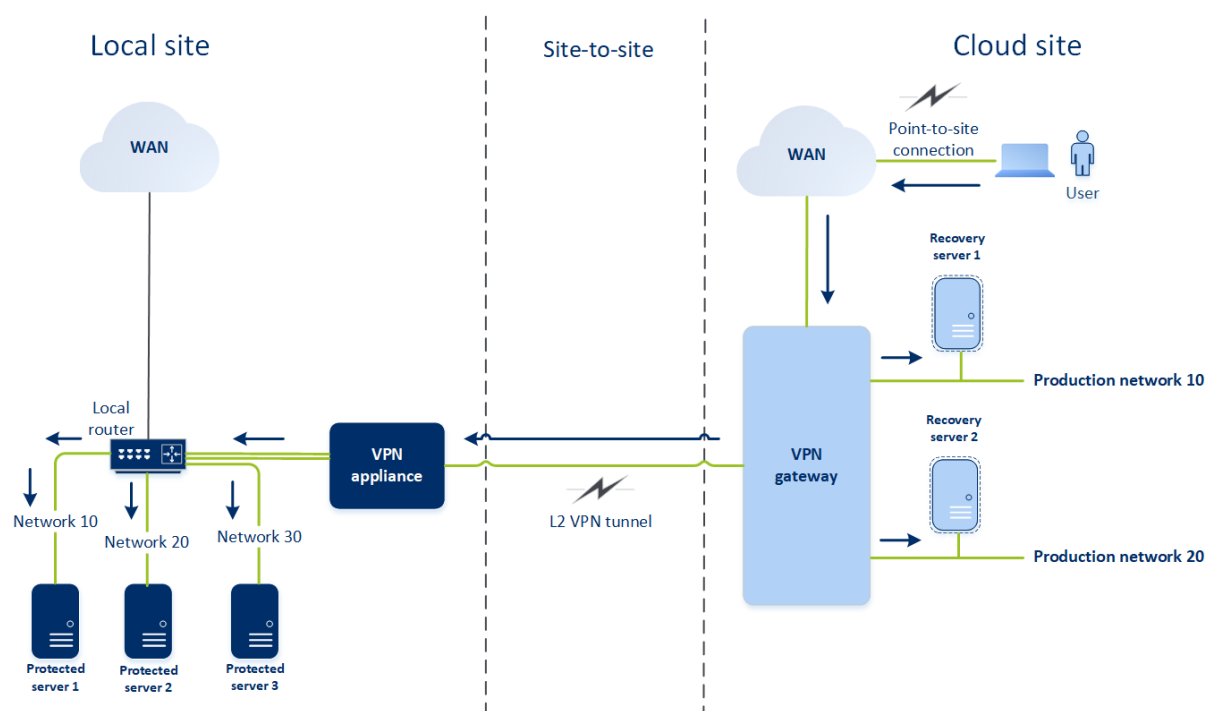 Local site
Site-to-site
Cloud site
WAN
WAN
Point-to-site
connection
User
Recovery
server 1
Production network 10
Local
router
VPN
appliance
Recovery
server 2
VPN
gateway
L2 VPN tunnel
Network 10
Network 20
Network 30
Production network 20
Protected
server 1
Protected
server 2
Protected
server 3